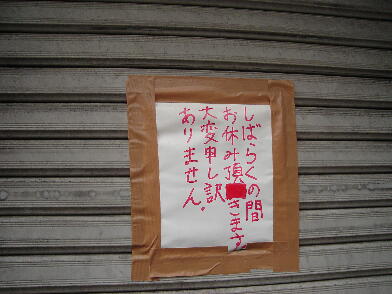 しばらくの間
お休み頂きます
大変申し訳
ありません。